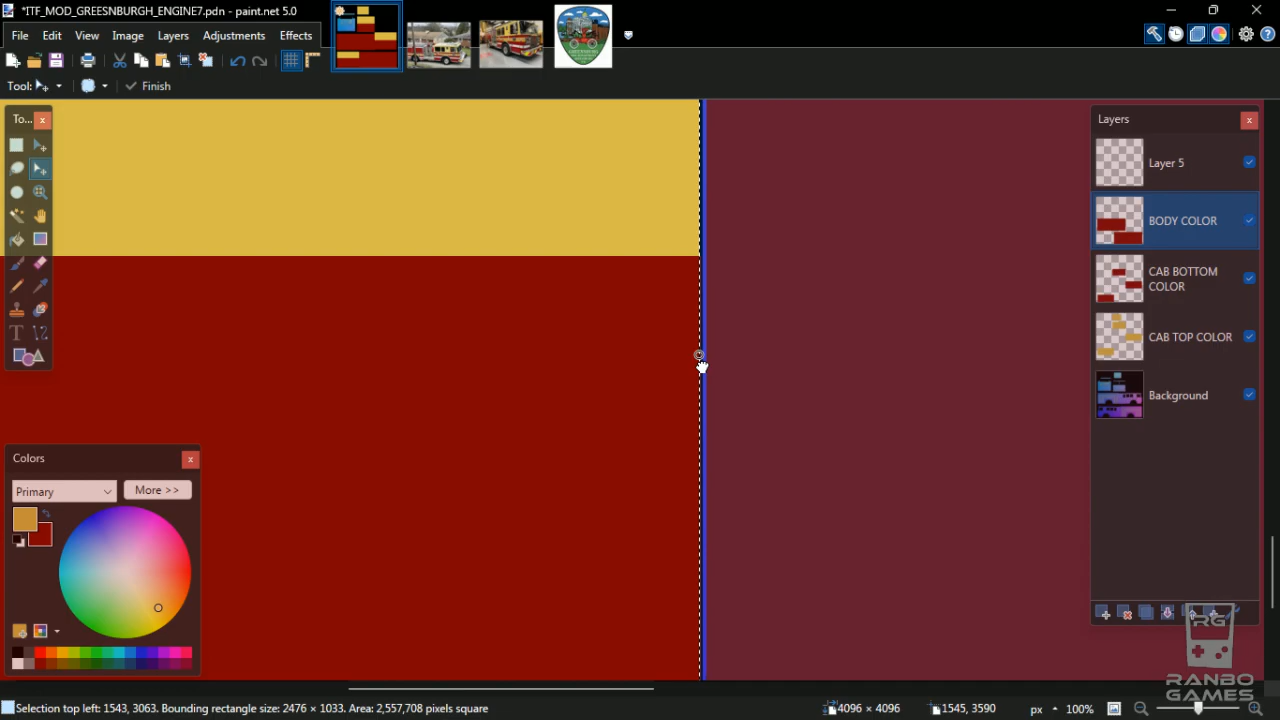 *ITF_MOD_GREESNBURGH_ENGINE7.pdn - paint.net 5.0
File Edit View Image Layers Adjustments Effects
Tool: Finish
To... x
Layers x
Layer 5
BODY COLOR
CAB BOTTOM
COLOR
CAB TOP COLOR
Background
Colors x
Primary More >>
RG
RANBO
GAMES
Selection top left: 1543, 3063. Bounding rectangle size: 2476 × 1033. Area: 2,557,708 pixels square 4096 × 4096 1545, 3590 px 100%